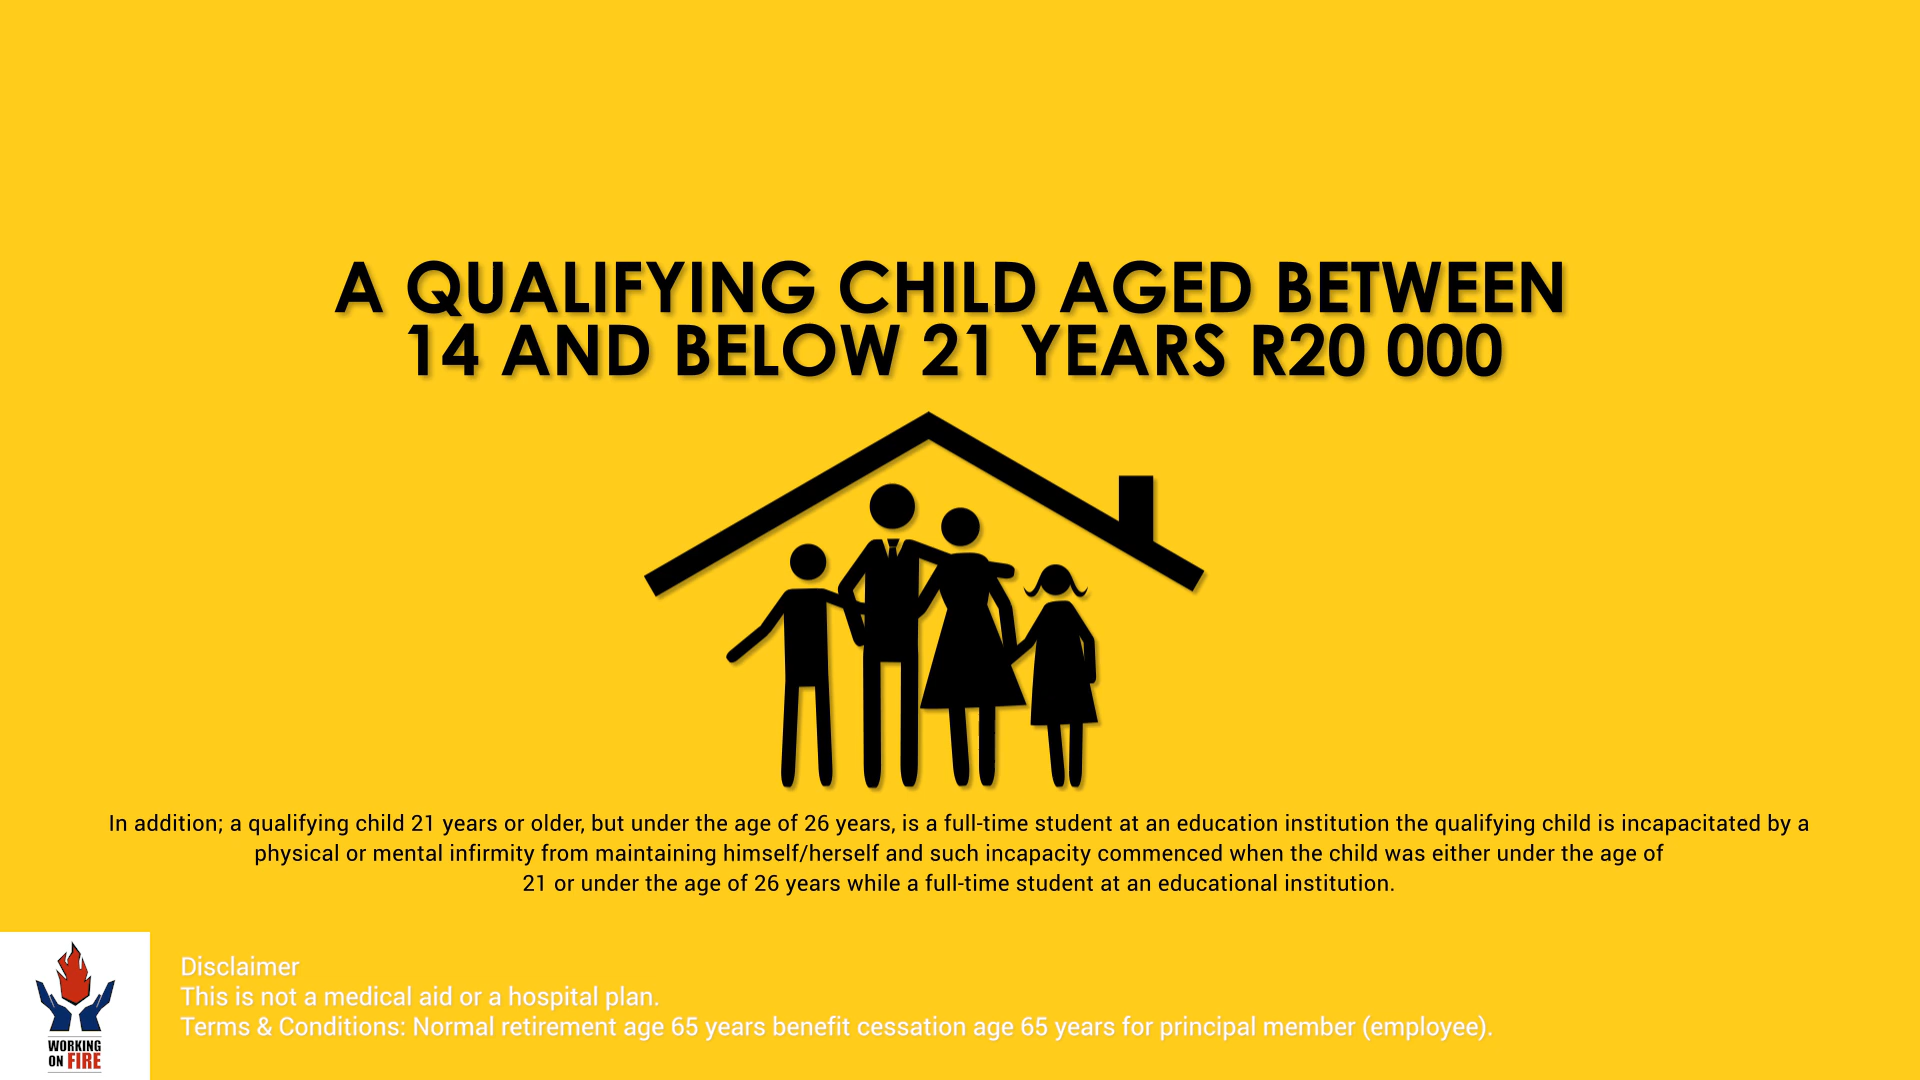 A QUALIFYING CHILD AGED BETWEEN
14 AND BELOW 21 YEARS R20 000
In addition; a qualifying child 21 years or older, but under the age of 26 years, is a full-time student at an education institution the qualifying child is incapacitated by a
physical or mental infirmity from maintaining himself/herself and such incapacity commenced when the child was either under the age of
21 or under the age of 26 years while a full-time student at an educational institution.
Disclaimer
This is not a medical aid or a hospital plan.
Terms & Conditions: Normal retirement age 65 years benefit cessation age 65 years for principal member (employee).
WORKING
ON FIRE